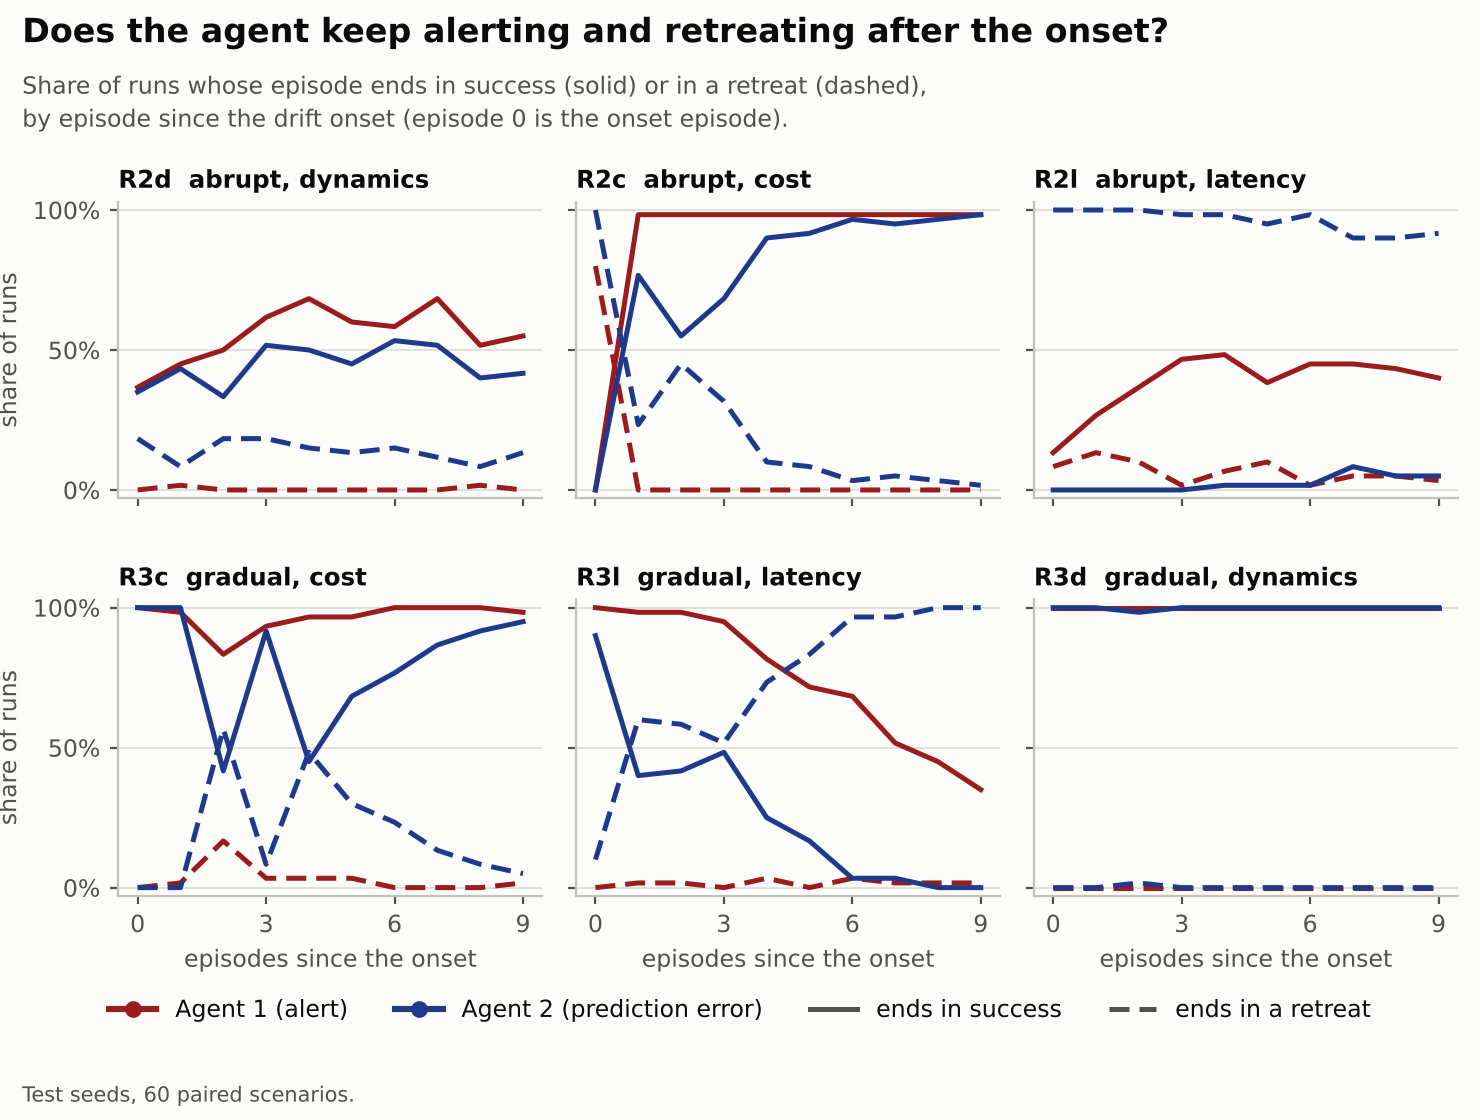 Does the agent keep alerting and retreating after the onset?
Share of runs whose episode ends in success (solid) or in a retreat (dashed),
by episode since the drift onset (episode 0 is the onset episode).
R2d  abrupt, dynamics
R2c  abrupt, cost
R2l  abrupt, latency
100%
50%
0%
share of runs
R3c  gradual, cost
R3l  gradual, latency
R3d  gradual, dynamics
100%
50%
0%
share of runs
0 3 6 9
0 3 6 9
0 3 6 9
episodes since the onset
episodes since the onset
episodes since the onset
Agent 1 (alert)
Agent 2 (prediction error)
ends in success
ends in a retreat
Test seeds, 60 paired scenarios.